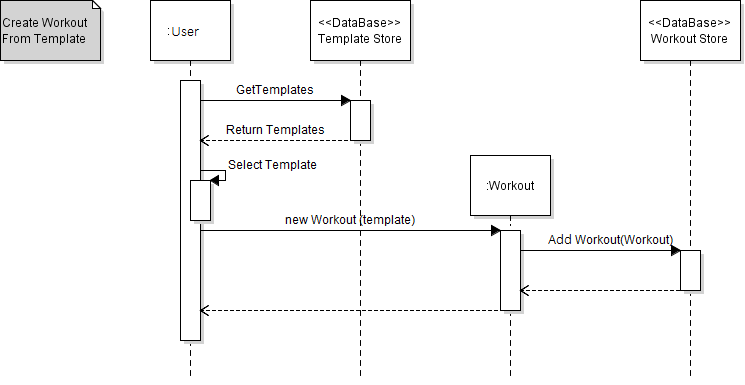 Create Workout
From Template
:User
<<DataBase>>
Template Store
<<DataBase>>
Workout Store
GetTemplates
Return Templates
Select Template
:Workout
new Workout (template)
Add Workout(Workout)